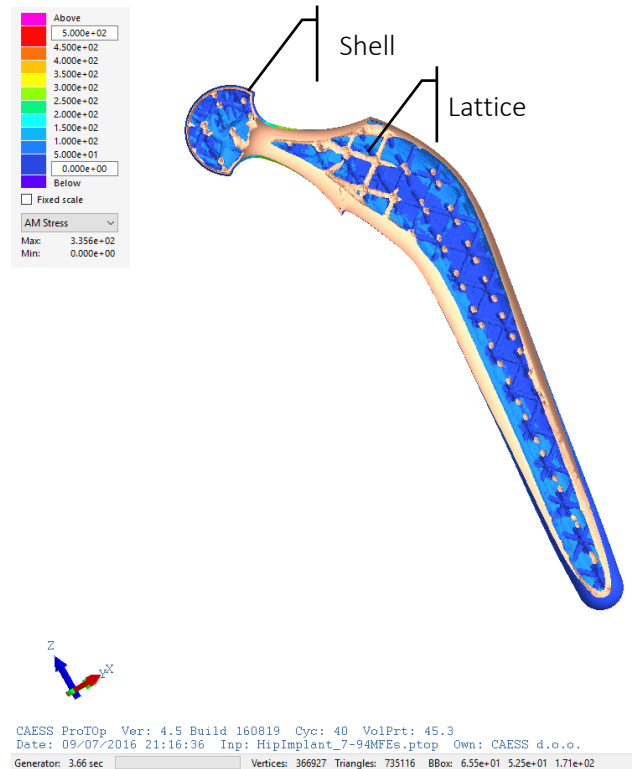 Above
5.000e+02
4.500e+02
4.000e+02
3.500e+02
3.000e+02
2.500e+02
2.000e+02
1.500e+02
1.000e+02
5.000e+01
0.000e+00
Below
Fixed scale
AM Stress
Max: 3.356e+02
Min: 0.000e+00
Shell
Lattice
Z
Y X
CAESS ProTOp Ver: 4.5 Build 160819 Cyc: 40 VolPrt: 45.3
Date: 09/07/2016 21:16:36 Inp: HipImplant_7-94MFEs.ptop Own: CAESS d.o.o.
Generator: 3.66 sec Vertices: 366927 Triangles: 735116 BBox: 6.55e+01 5.25e+01 1.71e+02